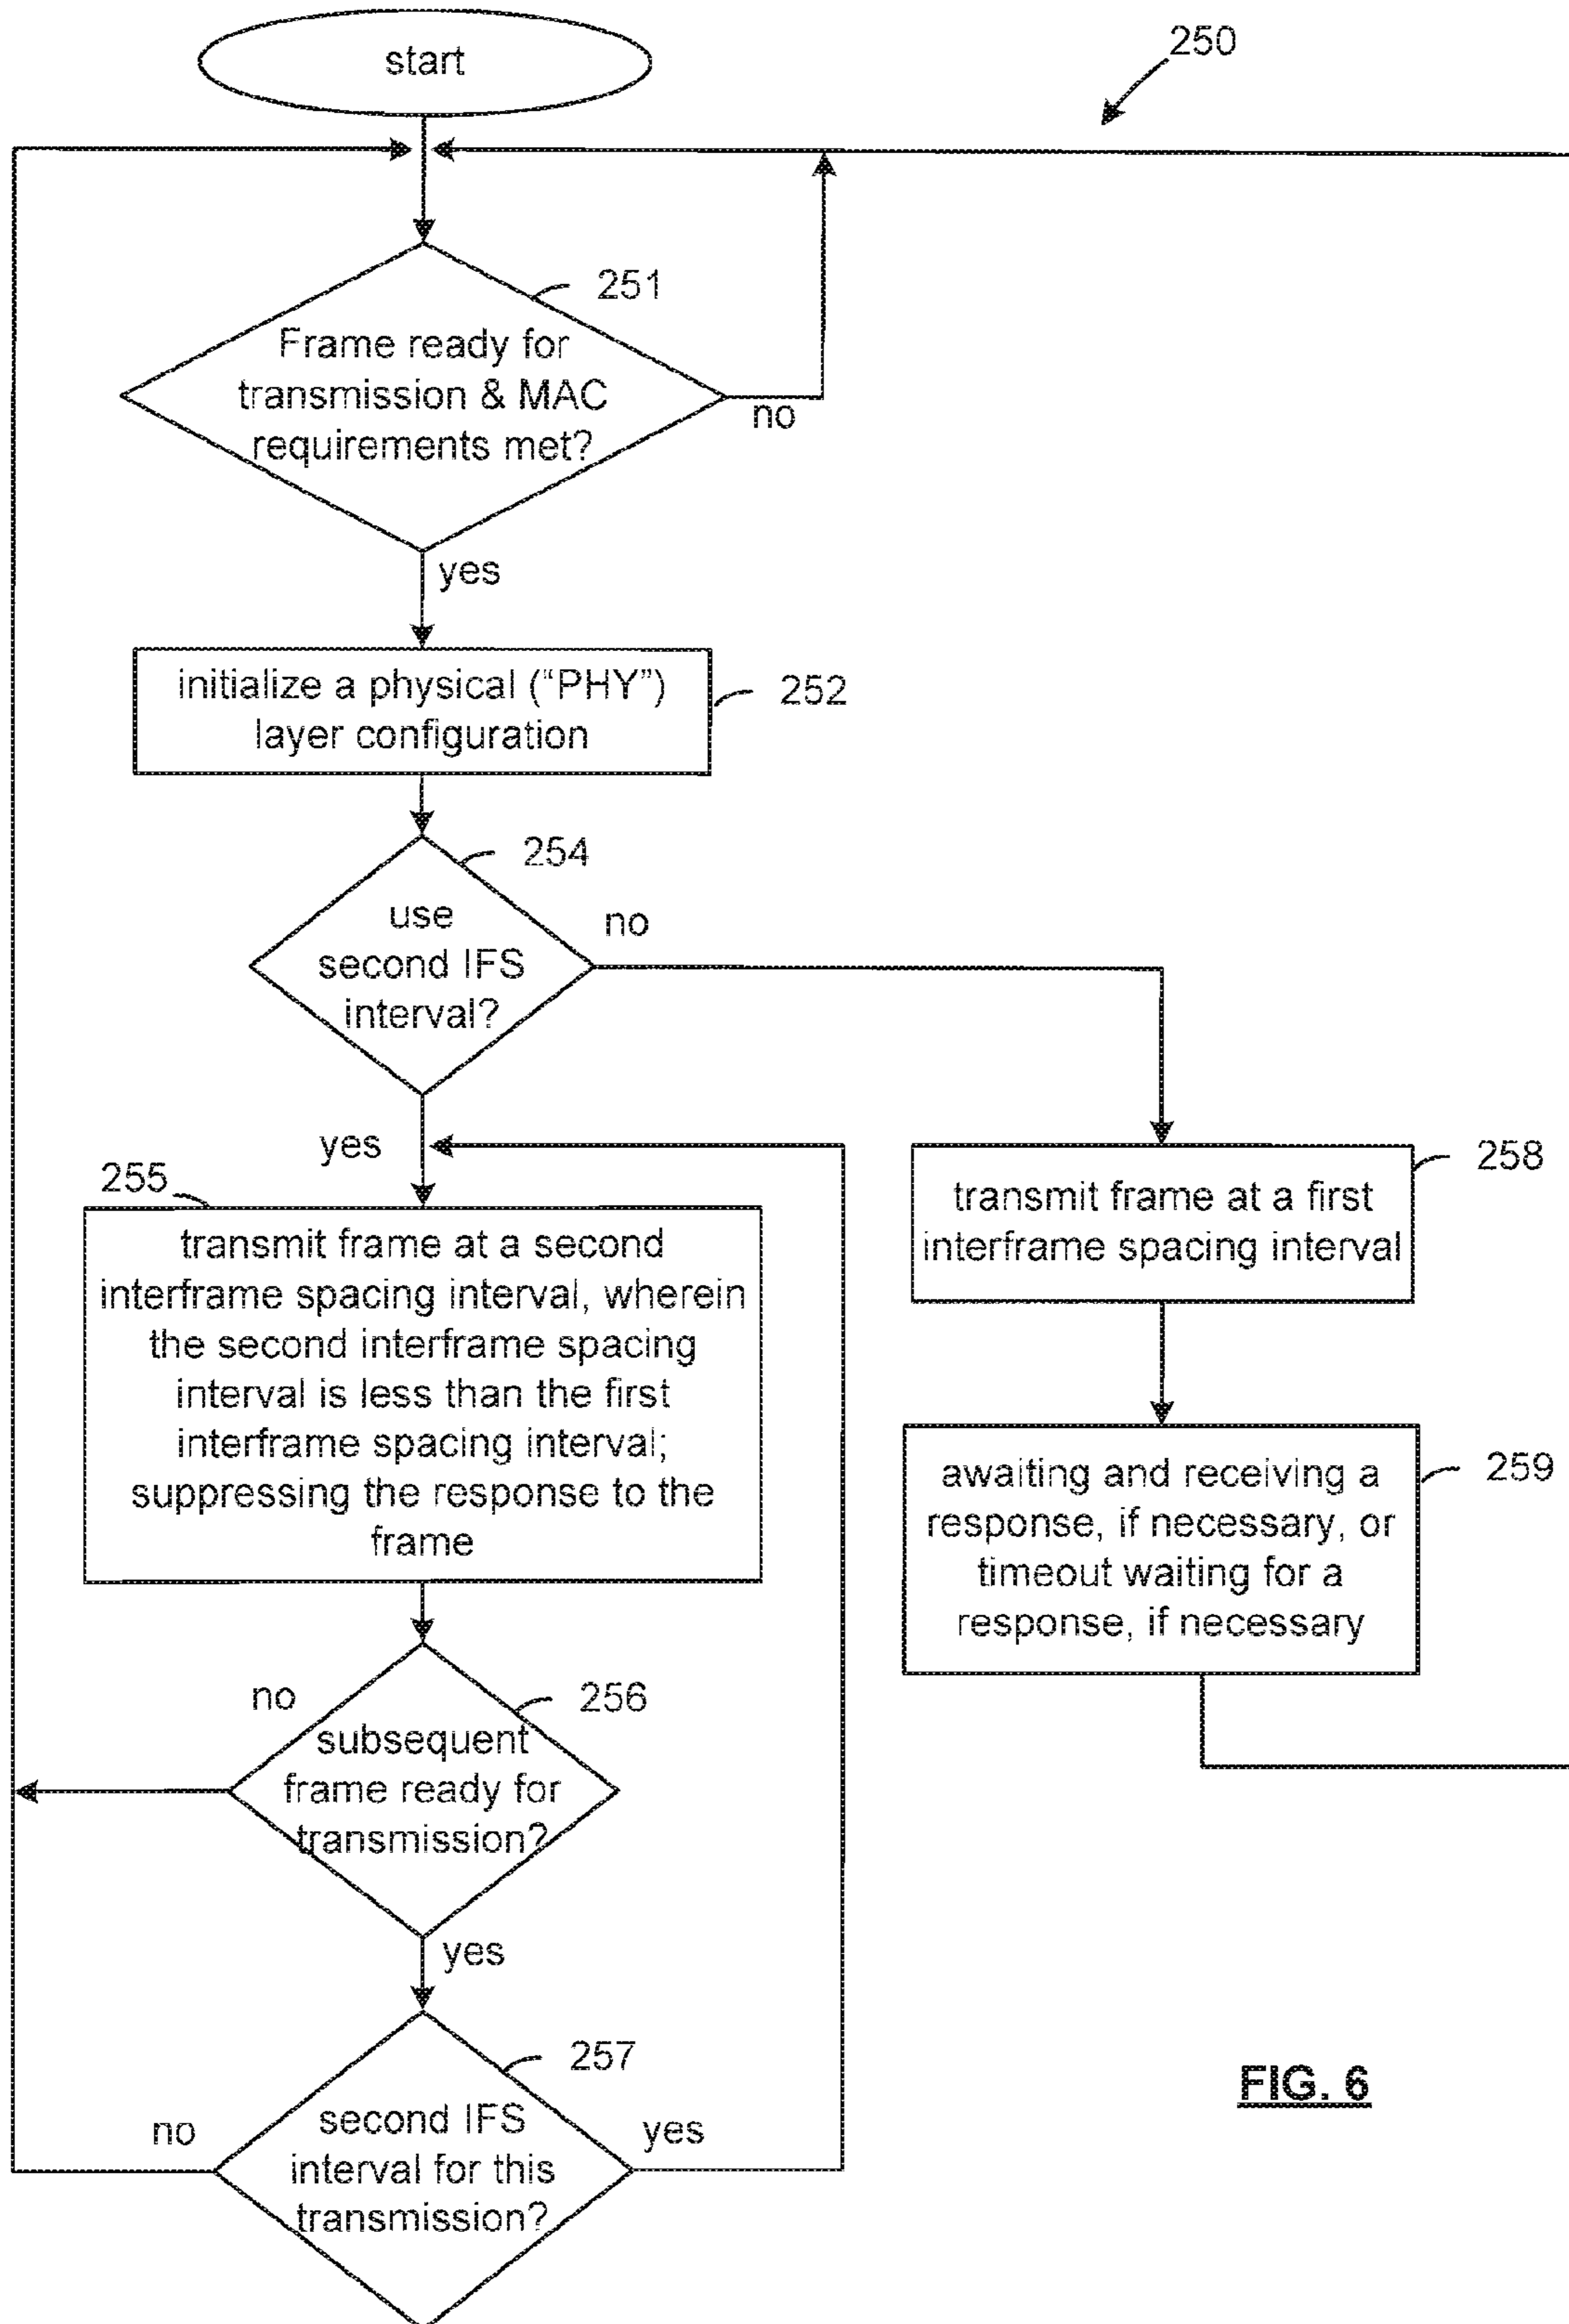 start
250
251
Frame ready for
transmission & MAC
requirements met?
no
yes
initialize a physical (“PHY”)
layer configuration
252
254
use
second IFS
interval?
no
yes
255
transmit frame at a second
interframe spacing interval, wherein
the second interframe spacing
interval is less than the first
interframe spacing interval;
suppressing the response to the
frame
258
transmit frame at a first
interframe spacing interval
259
awaiting and receiving a
response, if necessary, or
timeout waiting for a
response, if necessary
no
256
subsequent
frame ready for
transmission?
yes
257
second IFS
interval for this
transmission?
no
yes
FIG. 6